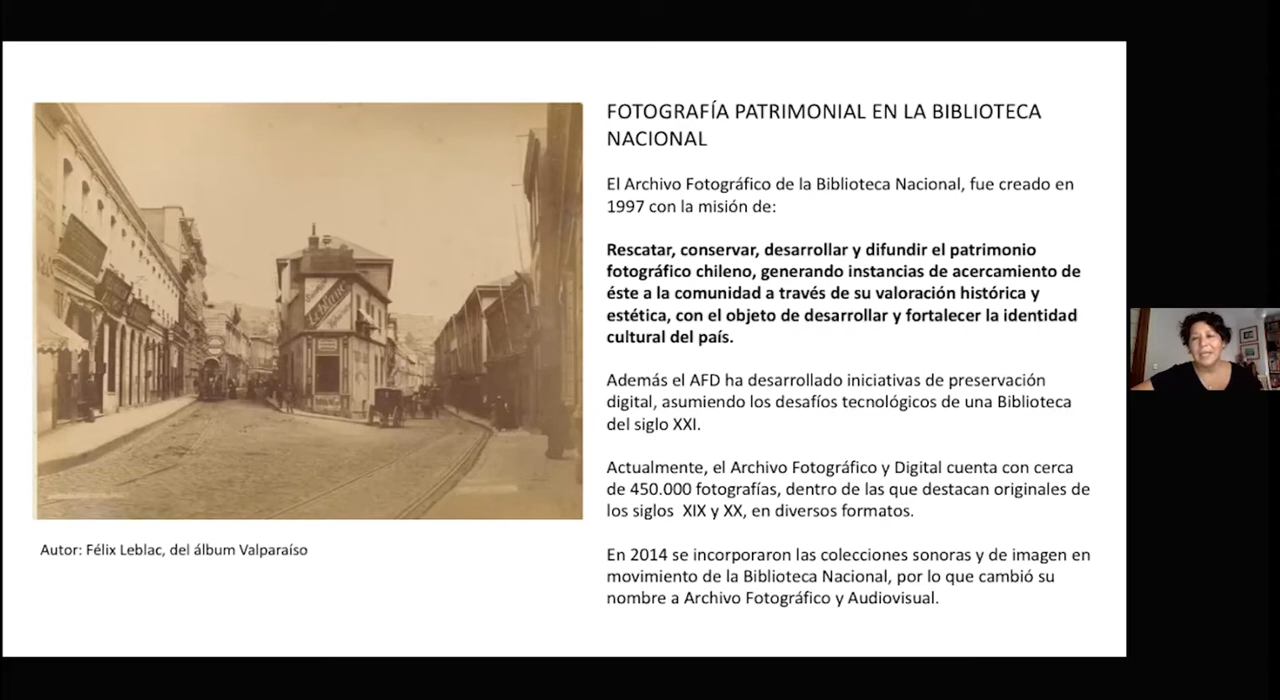 FOTOGRAFÍA PATRIMONIAL EN LA BIBLIOTECA
NACIONAL
El Archivo Fotográfico de la Biblioteca Nacional, fue creado en
1997 con la misión de:
Rescatar, conservar, desarrollar y difundir el patrimonio
fotográfico chileno, generando instancias de acercamiento de
éste a la comunidad a través de su valoración histórica y
estética, con el objeto de desarrollar y fortalecer la identidad
cultural del país.
Además el AFD ha desarrollado iniciativas de preservación
digital, asumiendo los desafíos tecnológicos de una Biblioteca
del siglo XXI.
Actualmente, el Archivo Fotográfico y Digital cuenta con cerca
de 450.000 fotografías, dentro de las que destacan originales de
los siglos  XIX y XX, en diversos formatos.
En 2014 se incorporaron las colecciones sonoras y de imagen en
movimiento de la Biblioteca Nacional, por lo que cambió su
nombre a Archivo Fotográfico y Audiovisual.
Leblanc
Autor: Félix Leblac, del álbum Valparaíso